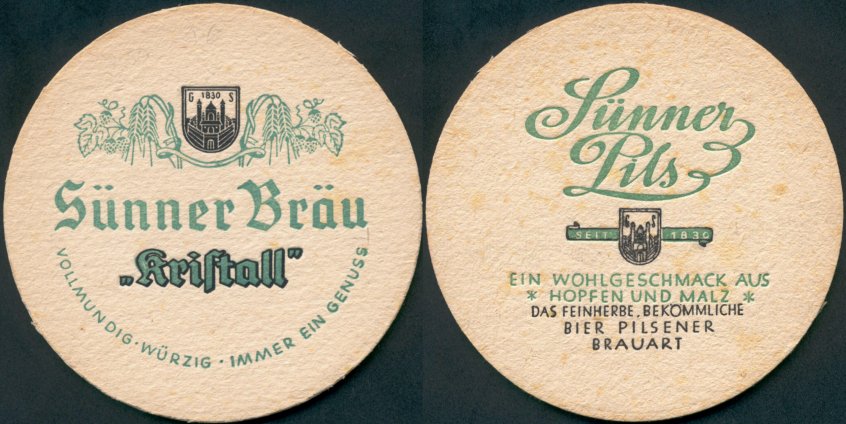 G 1830 S
Sünner Bräu
„Kriſtall"
VOLLMUNDIG · WÜRZIG · IMMER EIN GENUSS
Sünner
Pils
G S
SEIT 1830
EIN WOHLGESCHMACK AUS
* HOPFEN UND MALZ *
DAS FEINHERBE, BEKÖMMLICHE
BIER PILSENER
BRAUART